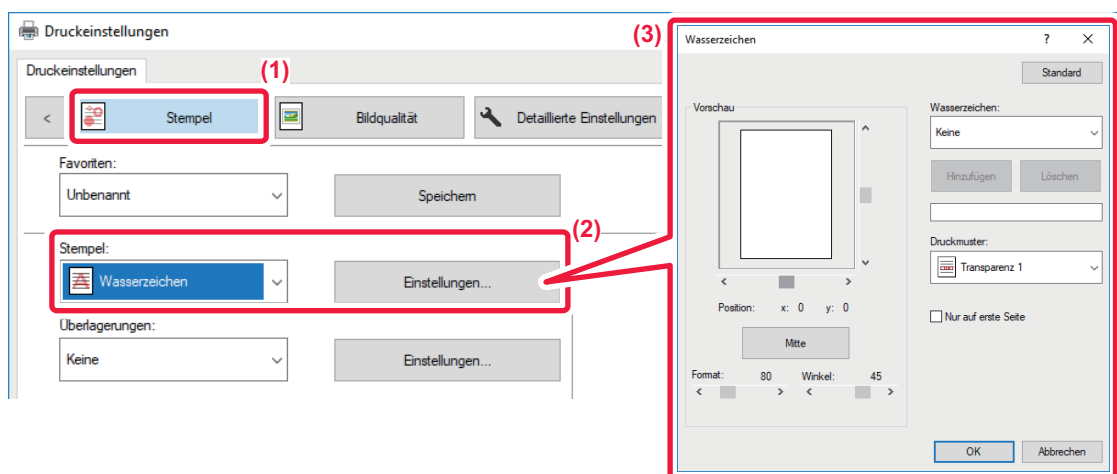 Druckeinstellungen
Druckeinstellungen
(1)
< Stempel Bildqualität Detaillierte Einstellungen
Favoriten:
Unbenannt Speichern
Stempel:
(2)
Wasserzeichen Einstellungen...
Überlagerungen:
Keine Einstellungen...
(3)
Wasserzeichen ? X
Standard
Vorschau
Wasserzeichen:
Keine
Hinzufügen Löschen
Druckmuster:
Transparenz 1
< >
Position: x: 0 y: 0
Nur auf erste Seite
Mitte
Format: 80 Winkel: 45
< > < >
OK Abbrechen